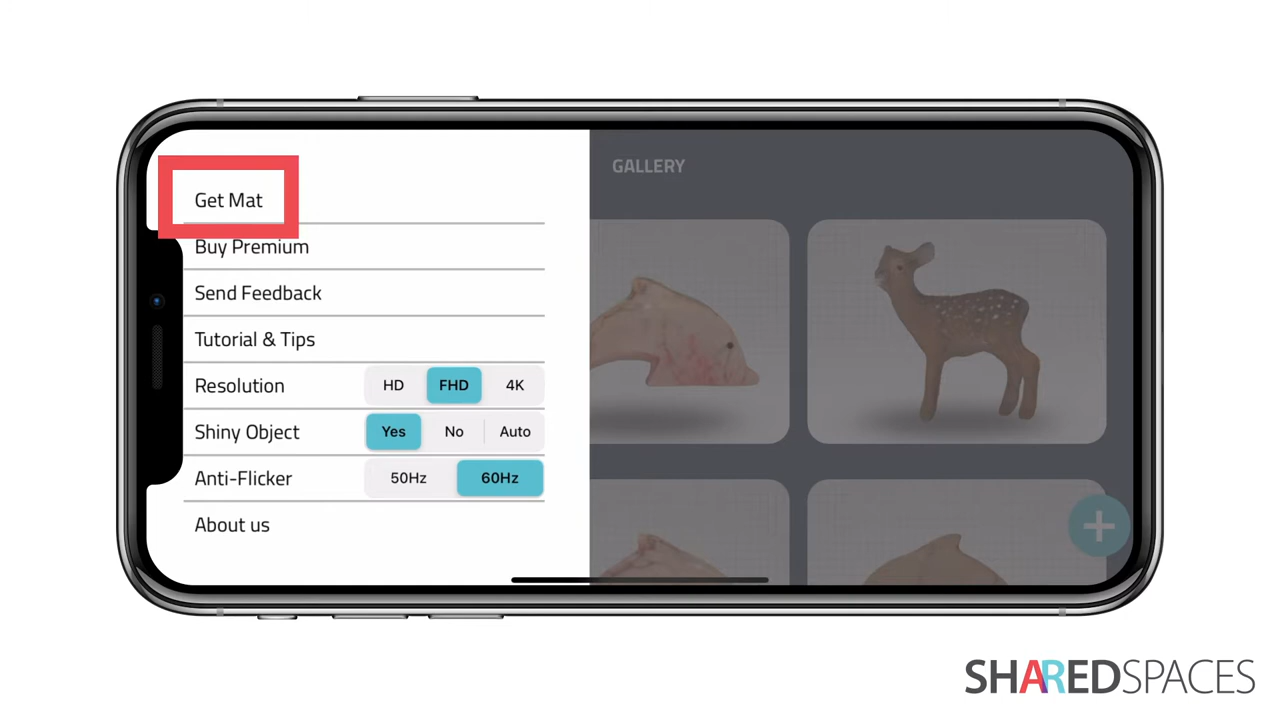 Get Mat
Buy Premium
Send Feedback
Tutorial & Tips
Resolution HD FHD 4K
Shiny Object Yes No Auto
Anti-Flicker 50Hz 60Hz
About us
GALLERY
SHAREDSPACES